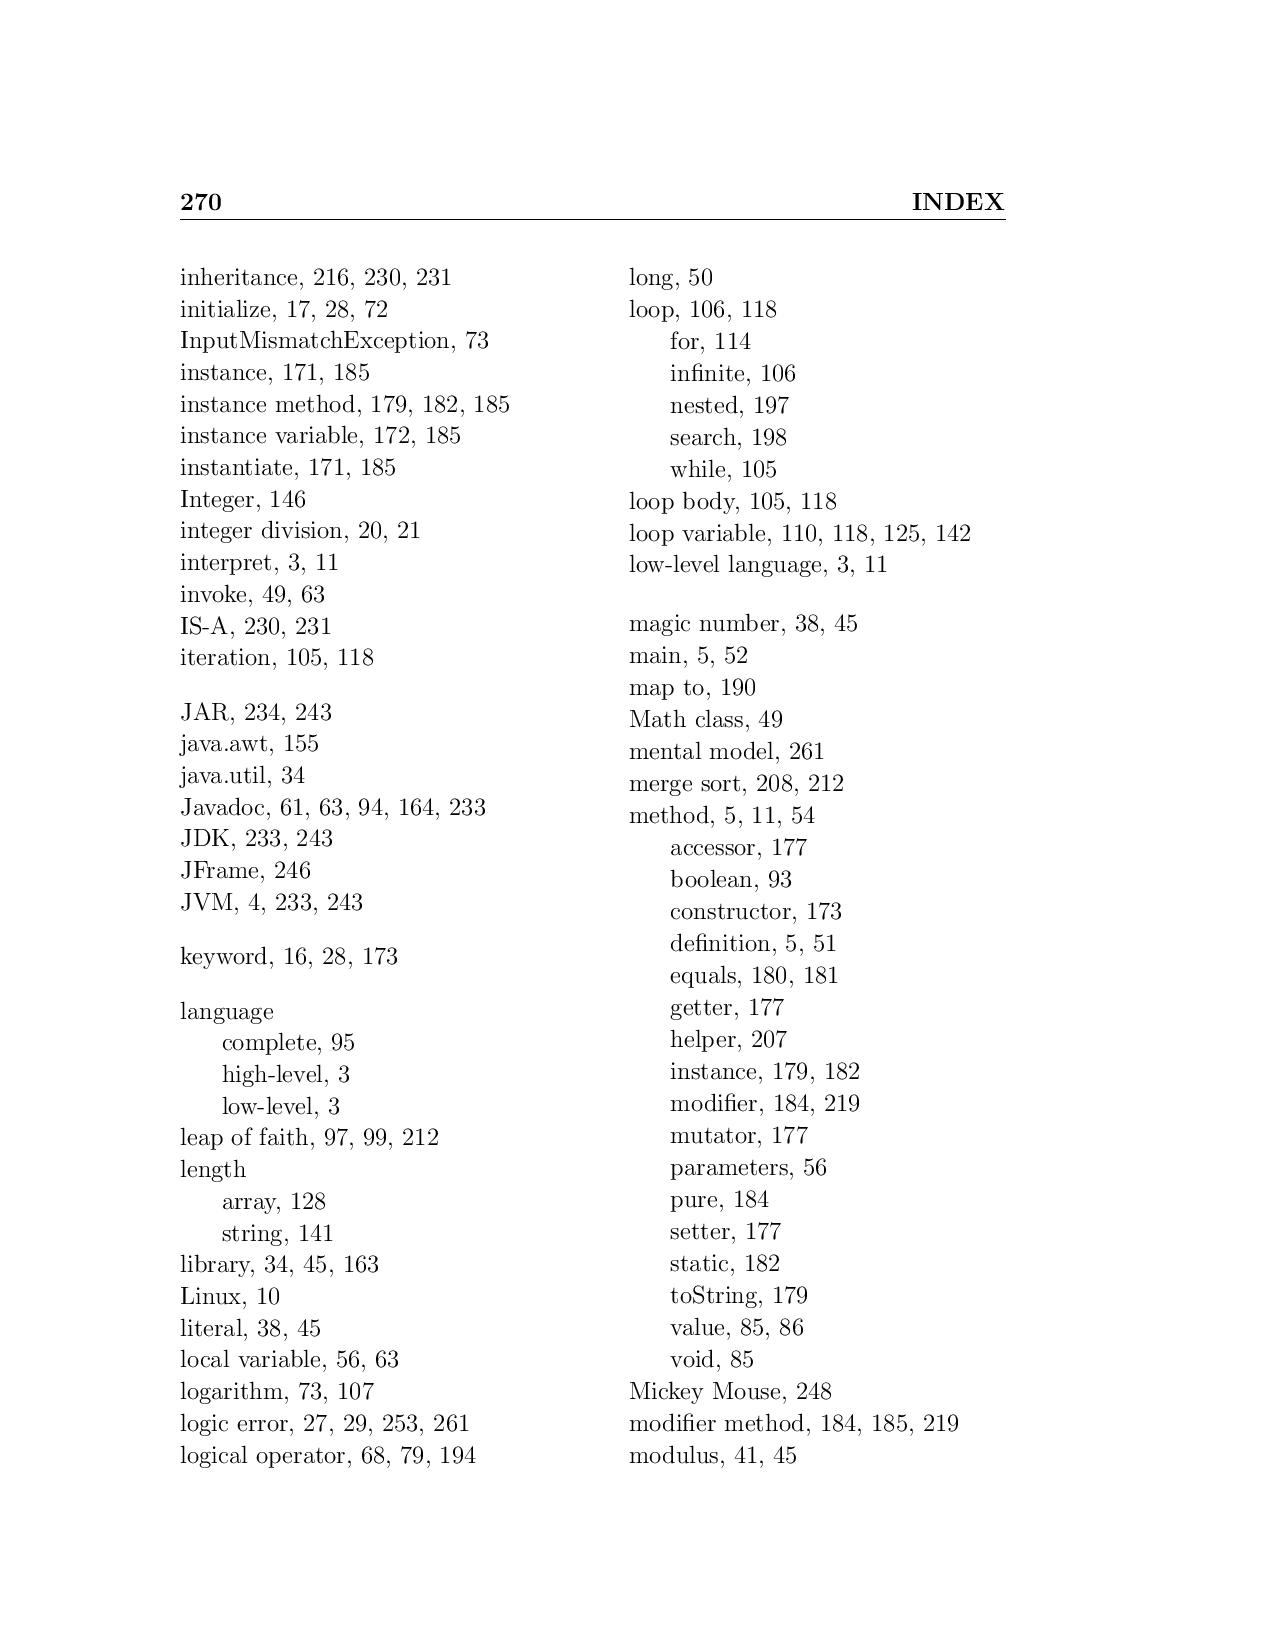 270 INDEX
inheritance, 216, 230, 231
initialize, 17, 28, 72
InputMismatchException, 73
instance, 171, 185
instance method, 179, 182, 185
instance variable, 172, 185
instantiate, 171, 185
Integer, 146
integer division, 20, 21
interpret, 3, 11
invoke, 49, 63
IS-A, 230, 231
iteration, 105, 118
JAR, 234, 243
java.awt, 155
java.util, 34
Javadoc, 61, 63, 94, 164, 233
JDK, 233, 243
JFrame, 246
JVM, 4, 233, 243
keyword, 16, 28, 173
language
complete, 95
high-level, 3
low-level, 3
leap of faith, 97, 99, 212
length
array, 128
string, 141
library, 34, 45, 163
Linux, 10
literal, 38, 45
local variable, 56, 63
logarithm, 73, 107
logic error, 27, 29, 253, 261
logical operator, 68, 79, 194
long, 50
loop, 106, 118
for, 114
infinite, 106
nested, 197
search, 198
while, 105
loop body, 105, 118
loop variable, 110, 118, 125, 142
low-level language, 3, 11
magic number, 38, 45
main, 5, 52
map to, 190
Math class, 49
mental model, 261
merge sort, 208, 212
method, 5, 11, 54
accessor, 177
boolean, 93
constructor, 173
definition, 5, 51
equals, 180, 181
getter, 177
helper, 207
instance, 179, 182
modifier, 184, 219
mutator, 177
parameters, 56
pure, 184
setter, 177
static, 182
toString, 179
value, 85, 86
void, 85
Mickey Mouse, 248
modifier method, 184, 185, 219
modulus, 41, 45